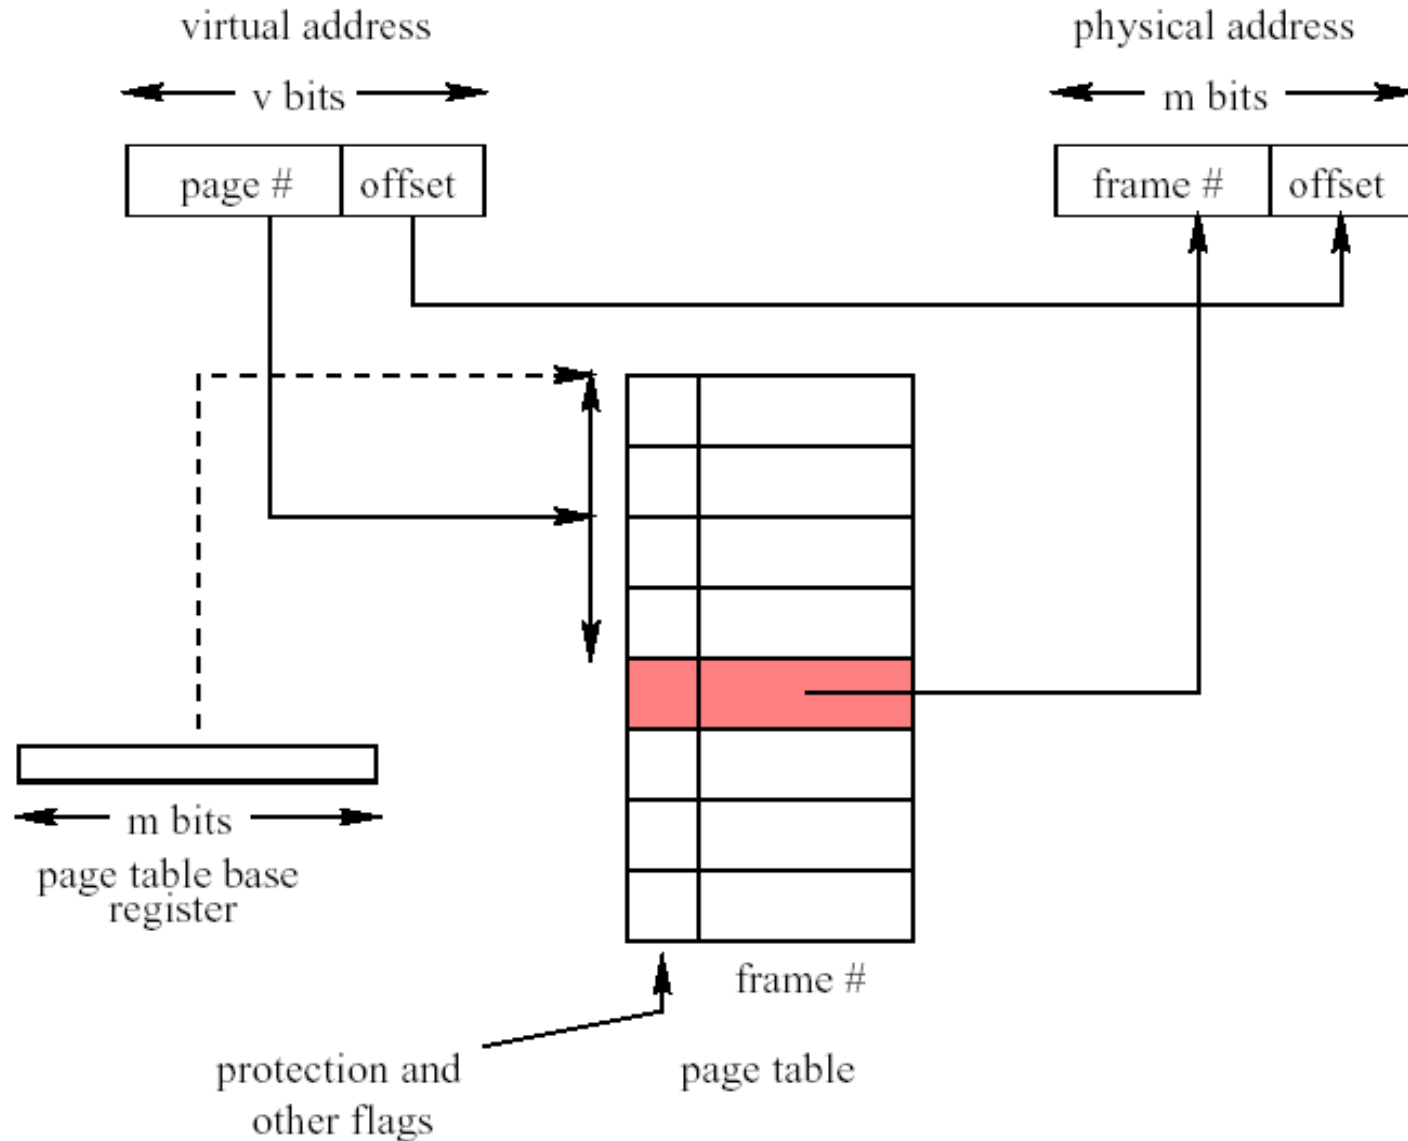 virtual address
physical address
v bits
m bits
page #
offset
frame #
offset
m bits
page table base
register
frame #
protection and
other flags
page table